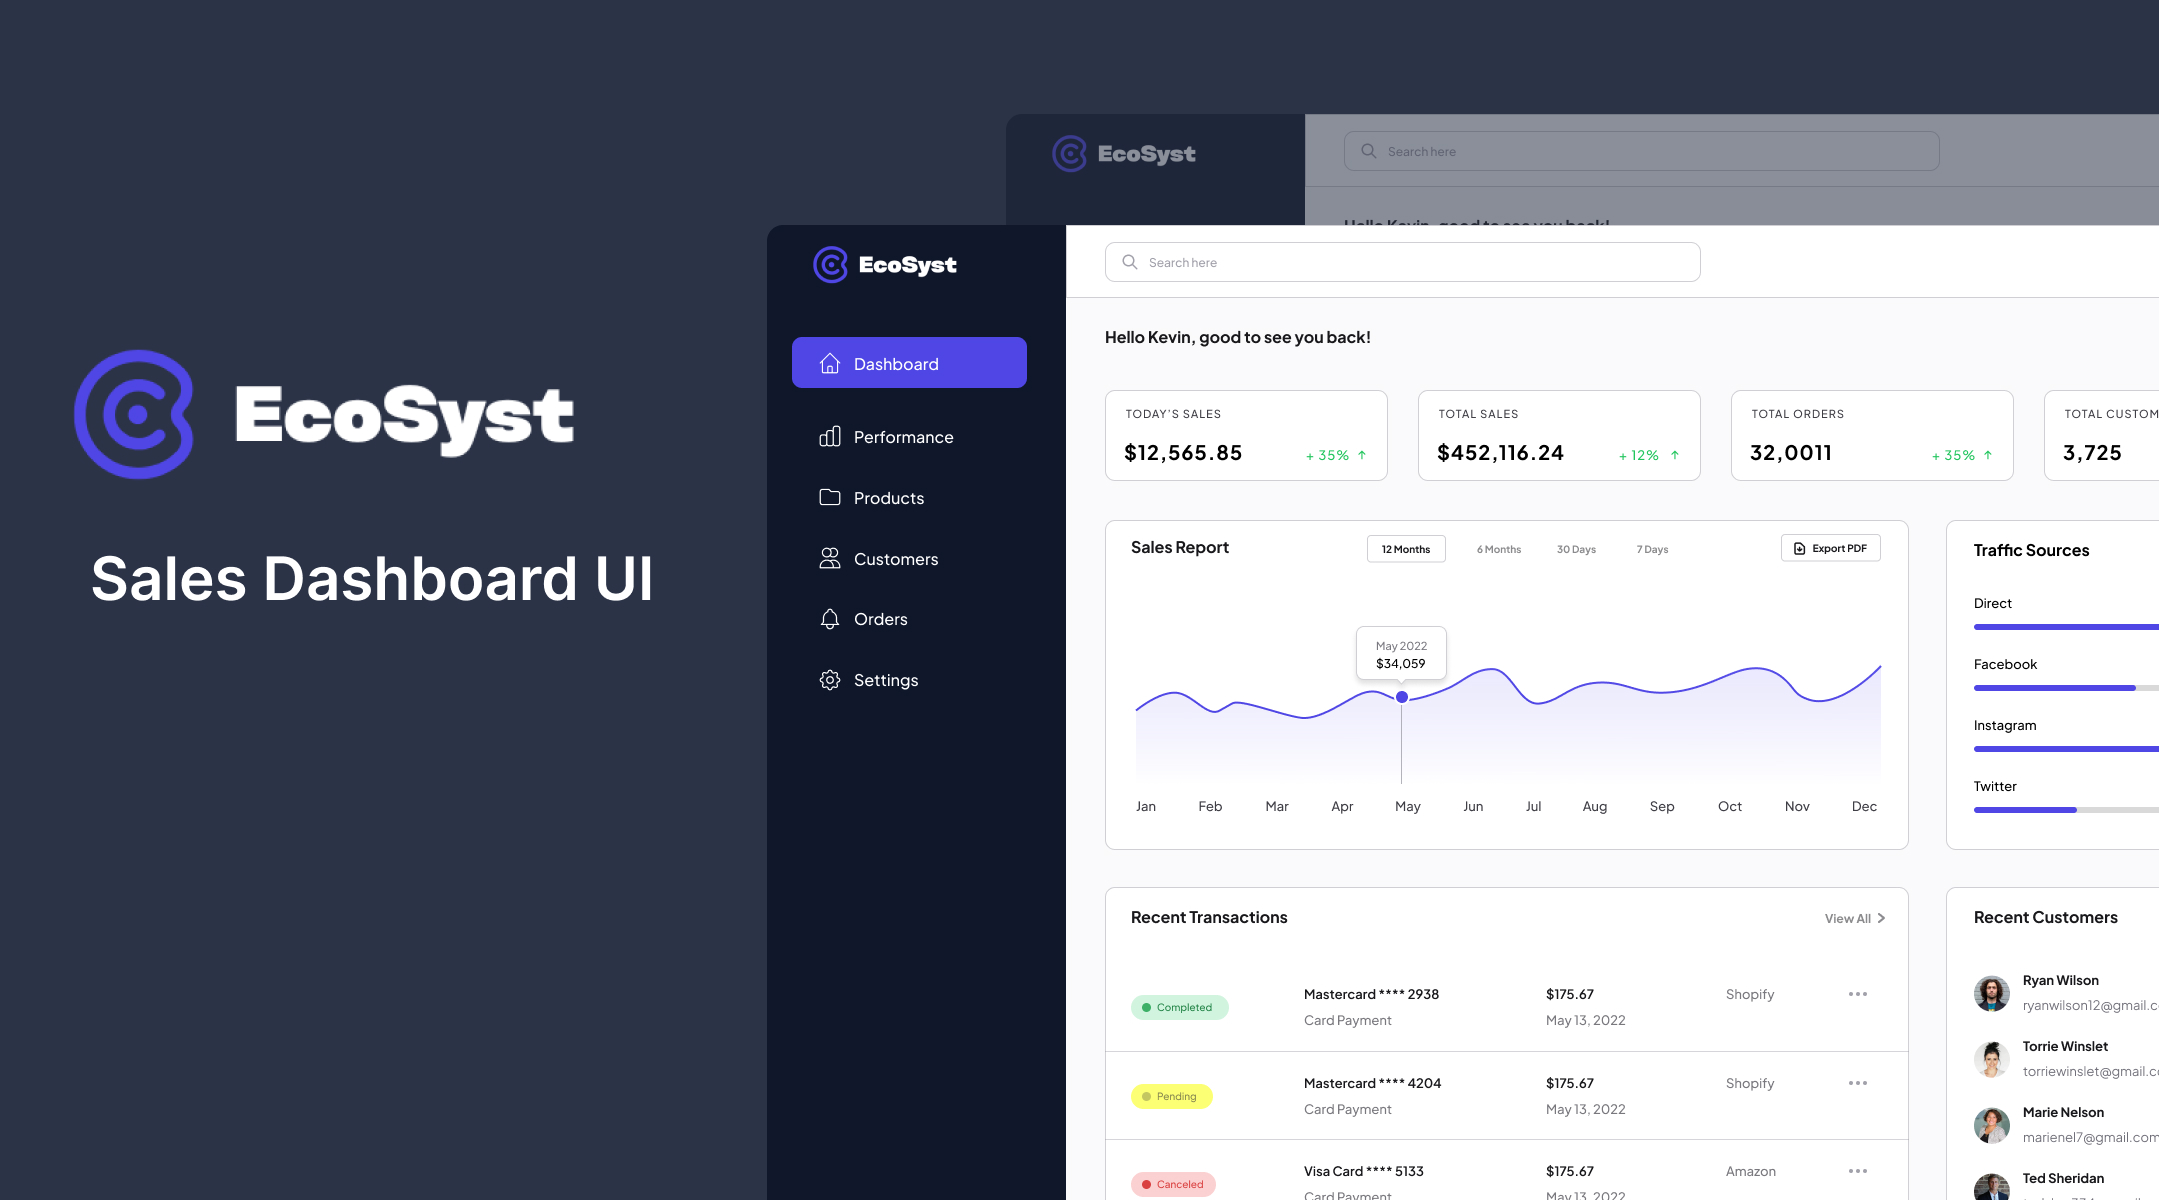 EcoSyst
Search here
Hello Kevin, good to see you back!
EcoSyst
Sales Dashboard UI
EcoSyst
Search here
Dashboard
Performance
Products
Customers
Orders
Settings
Hello Kevin, good to see you back!
TODAY'S SALES
$12,565.85
+ 35% ↑
TOTAL SALES
$452,116.24
+ 12% ↑
TOTAL ORDERS
32,0011
+ 35% ↑
TOTAL CUSTOM
3,725
Sales Report
12 Months
6 Months
30 Days
7 Days
Export PDF
May 2022
$34,059
Jan Feb Mar Apr May Jun Jul Aug Sep Oct Nov Dec
Traffic Sources
Direct
Facebook
Instagram
Twitter
Recent Transactions
View All >
Completed
Mastercard **** 2938
Card Payment
$175.67
May 13, 2022
Shopify
Pending
Mastercard **** 4204
Card Payment
$175.67
May 13, 2022
Shopify
Canceled
Visa Card **** 5133
Card Payment
$175.67
May 13, 2022
Amazon
Recent Customers
Ryan Wilson
ryanwilson12@gmail.c
Torrie Winslet
torriewinslet@gmail.c
Marie Nelson
marienel7@gmail.com
Ted Sheridan